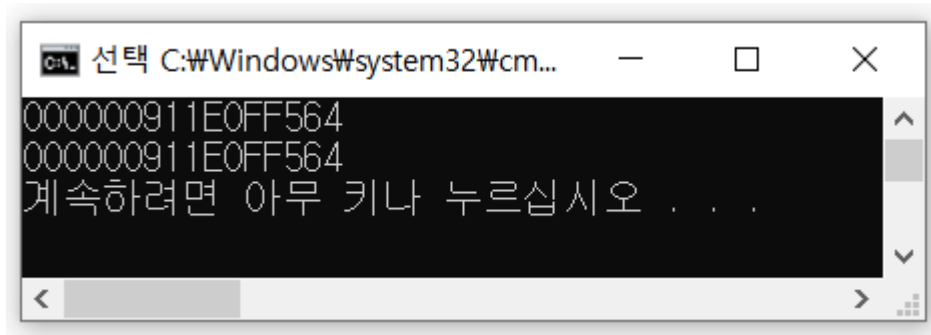 선택 C:₩Windows₩system32₩cm...
000000911E0FF564
000000911E0FF564
계속하려면 아무 키나 누르십시오 . . .